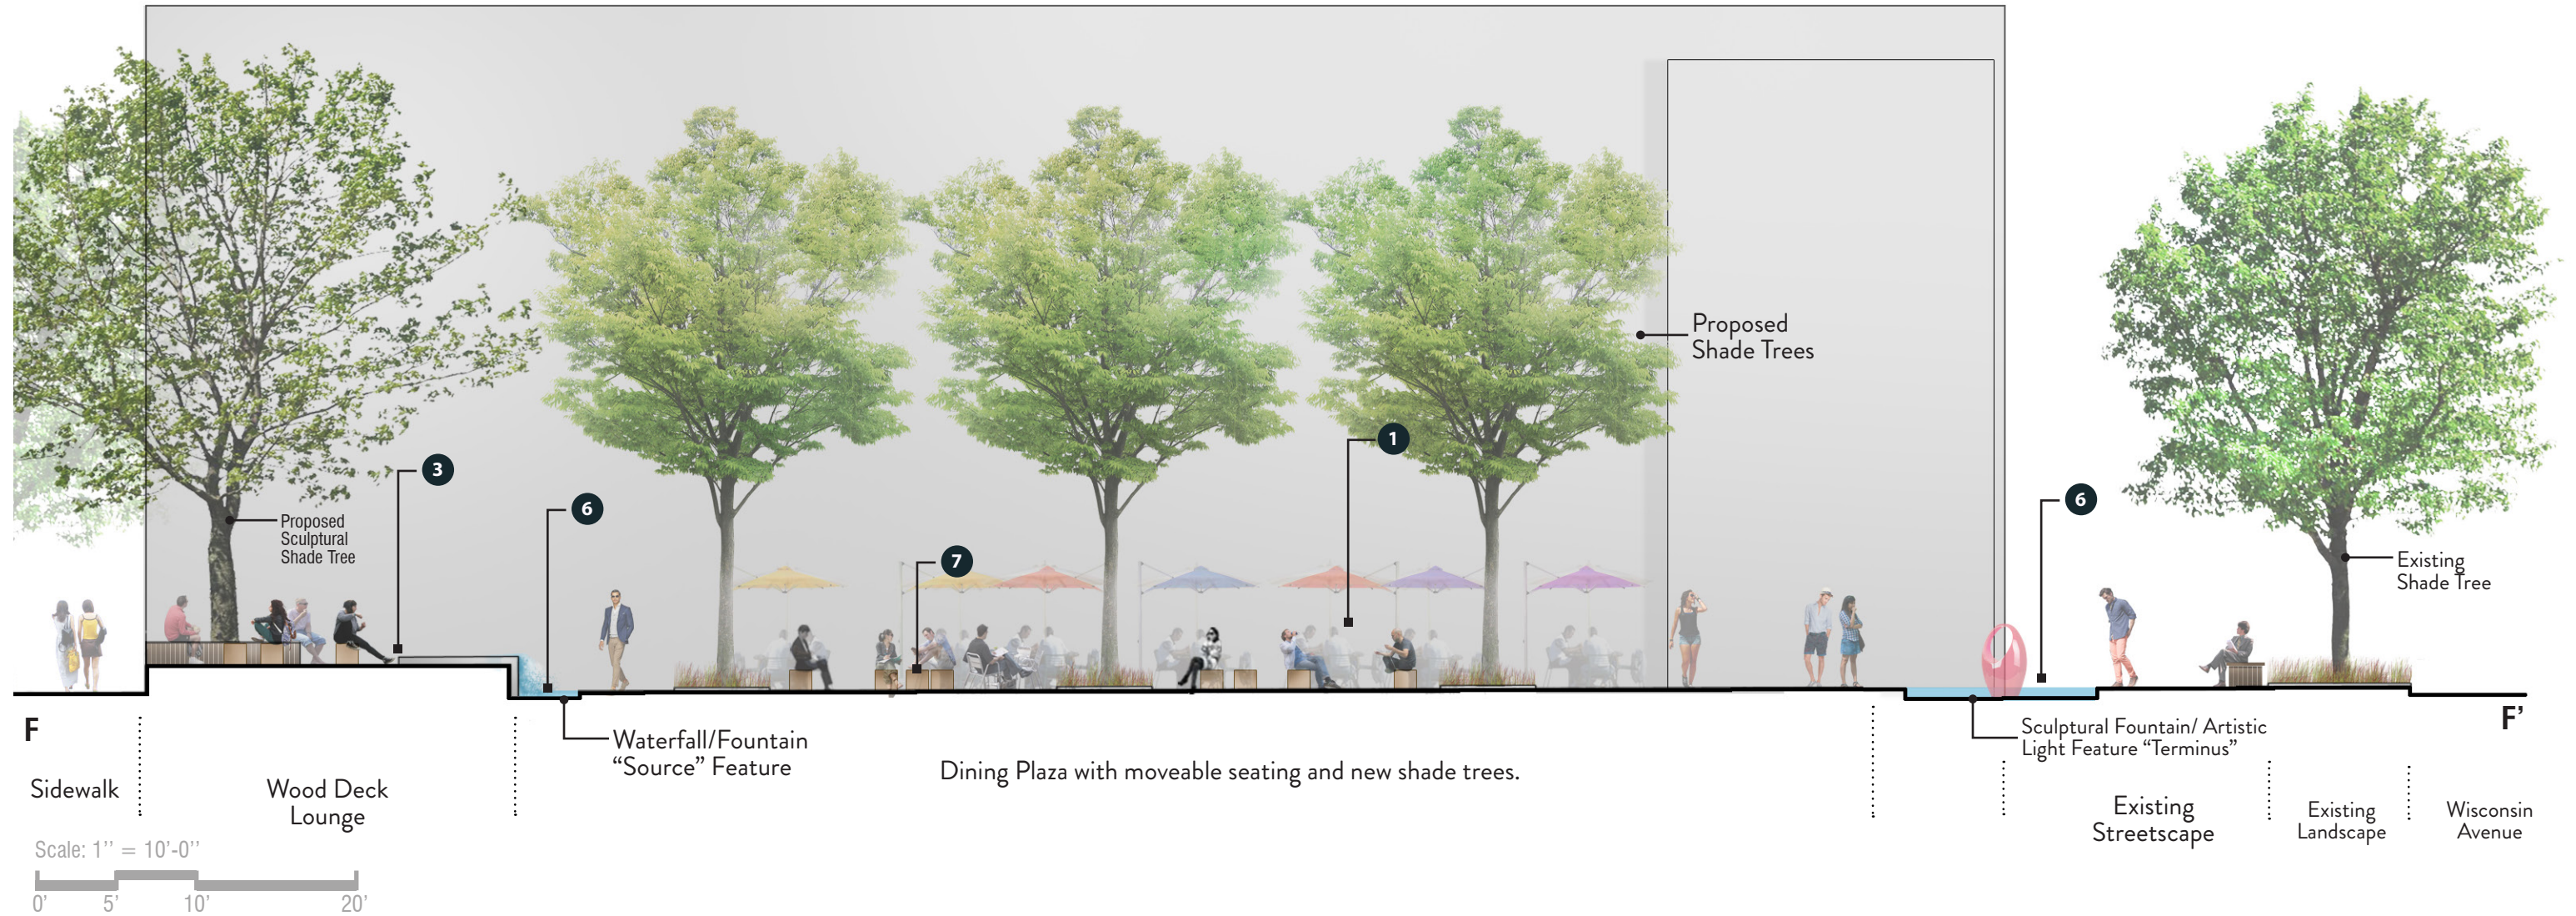 Proposed
Shade Trees
1
3
6
6
Proposed
Sculptural
Shade Tree
7
Existing
Shade Tree
F
F’
Waterfall/Fountain
“Source” Feature
Dining Plaza with moveable seating and new shade trees.
Sculptural Fountain/ Artistic
Light Feature “Terminus”
Sidewalk
Wood Deck
Lounge
Existing
Streetscape
Existing
Landscape
Wisconsin
Avenue
Scale: 1’’ = 10’-0’’
0’ 5’ 10’ 20’